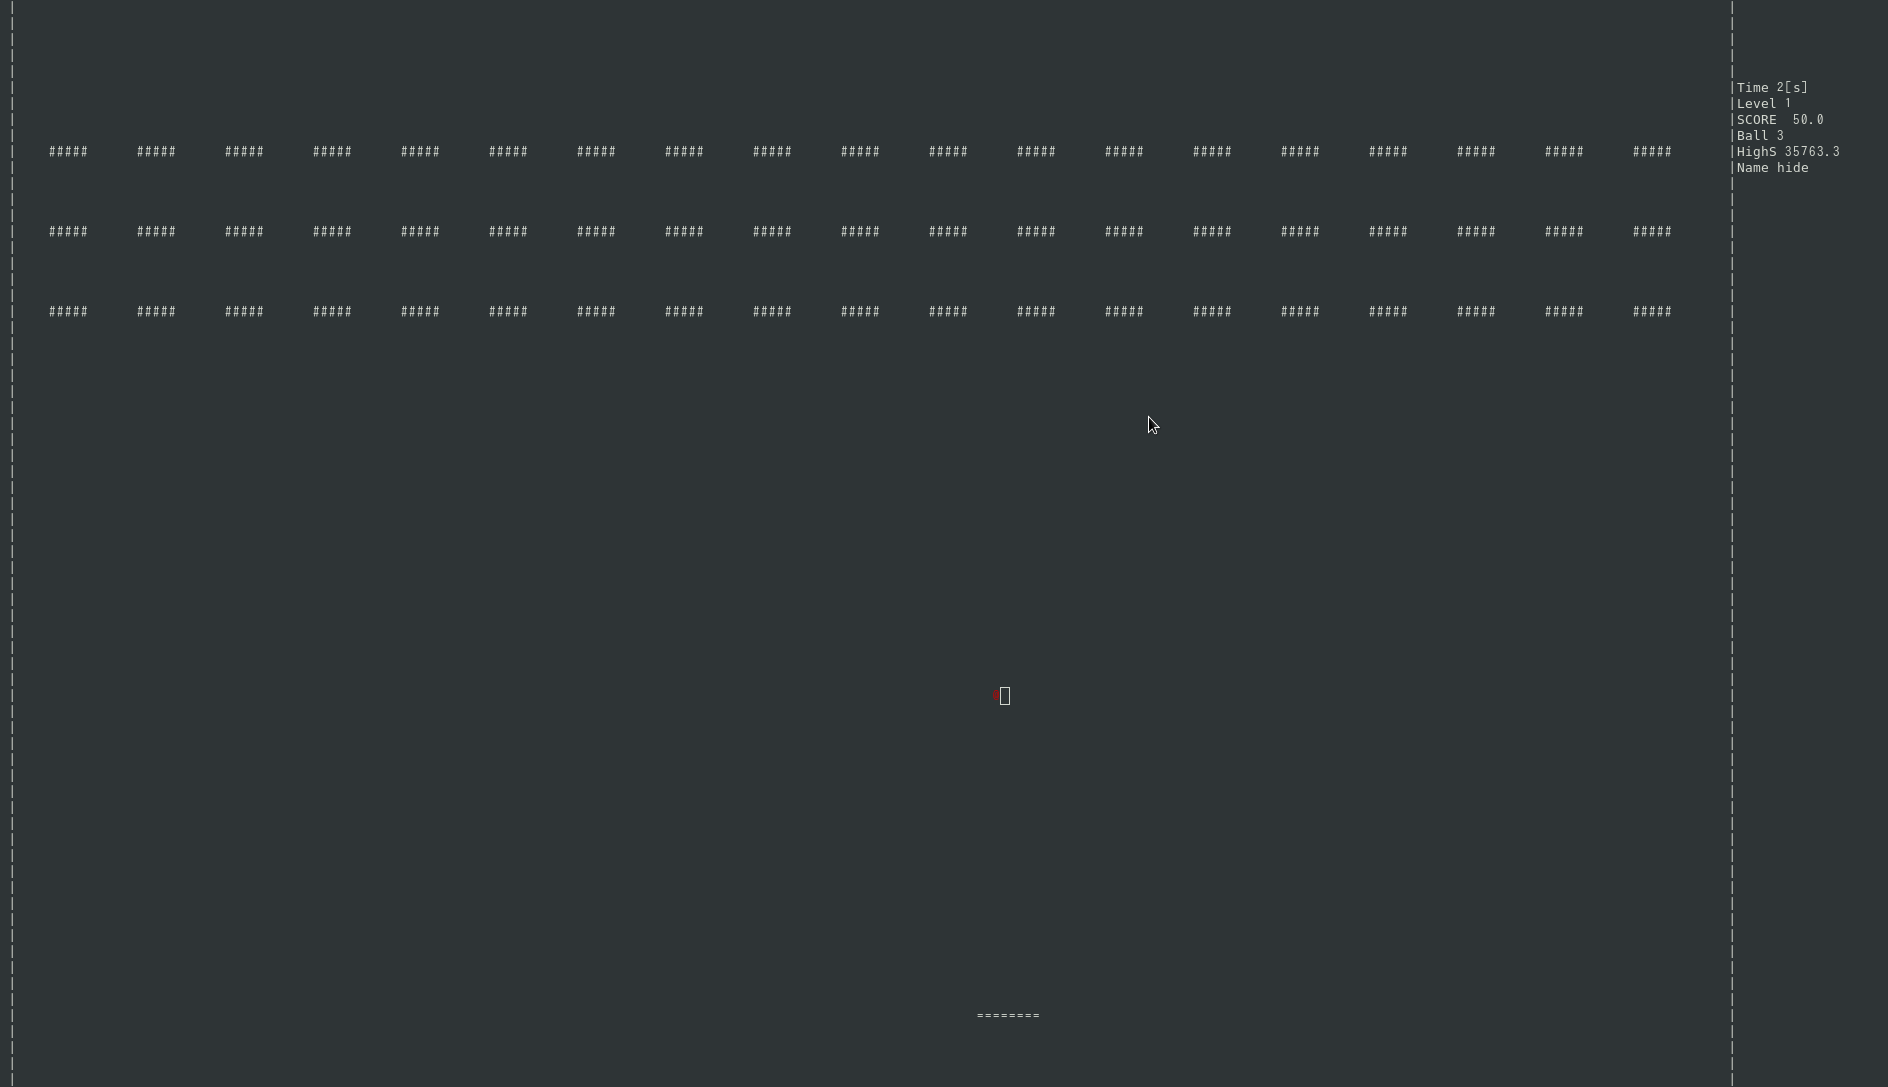 Time 2[s]
Level 1
SCORE  50.0
Ball 3
##### ##### ##### ##### ##### ##### ##### ##### ##### ##### ##### ##### ##### ##### ##### ##### ##### ##### ##### HighS 35763.3
Name hide
##### ##### ##### ##### ##### ##### ##### ##### ##### ##### ##### ##### ##### ##### ##### ##### ##### ##### #####
##### ##### ##### ##### ##### ##### ##### ##### ##### ##### ##### ##### ##### ##### ##### ##### ##### ##### #####
========